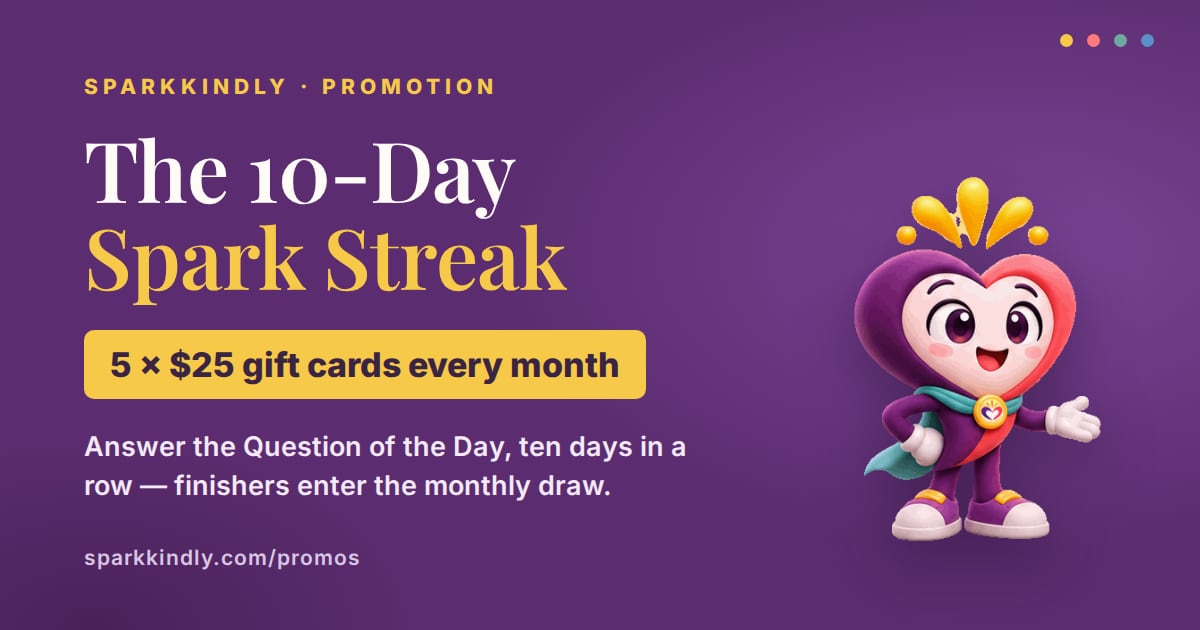 SPARKKINDLY · PROMOTION
The 10-Day
Spark Streak
5 × $25 gift cards every month
Answer the Question of the Day, ten days in a
row — finishers enter the monthly draw.
sparkkindly.com/promos